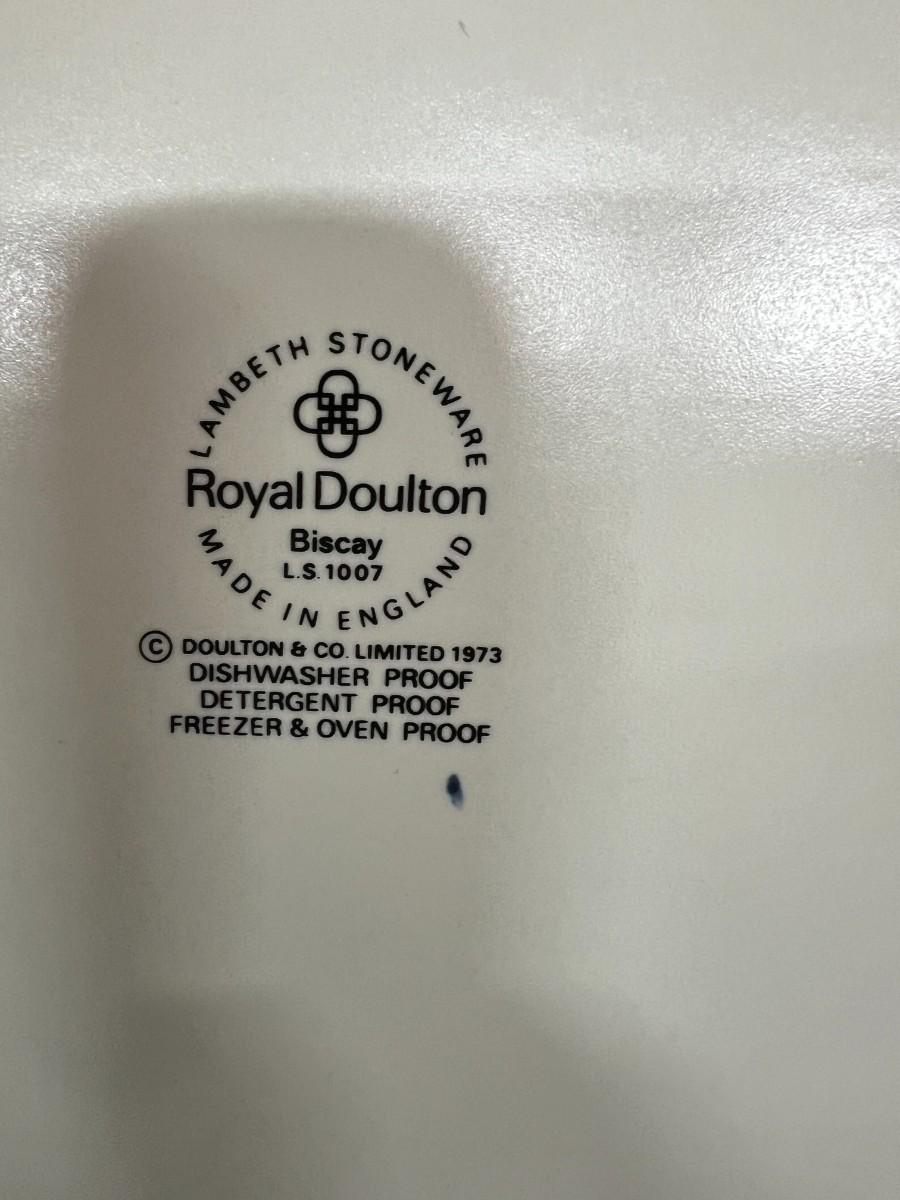 LAMBETH STONEWARE
Royal Doulton
Biscay
L.S.1007
MADE IN ENGLAND
© DOULTON & CO. LIMITED 1973
DISHWASHER PROOF
DETERGENT PROOF
FREEZER & OVEN PROOF